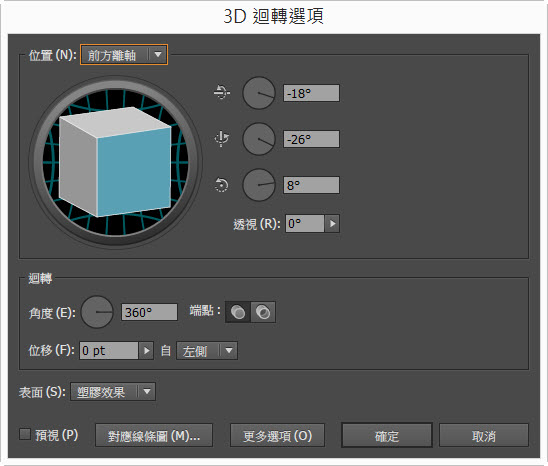 3D 迴轉選項
位置 (N): 前方離軸
-18°
-26°
8°
透視 (R): 0°
迴轉
角度 (E): 360° 端點 :
位移 (F): 0 pt 自 左側
表面 (S): 塑膠效果
預視 (P) 對應線條圖 (M)... 更多選項 (O) 確定 取消